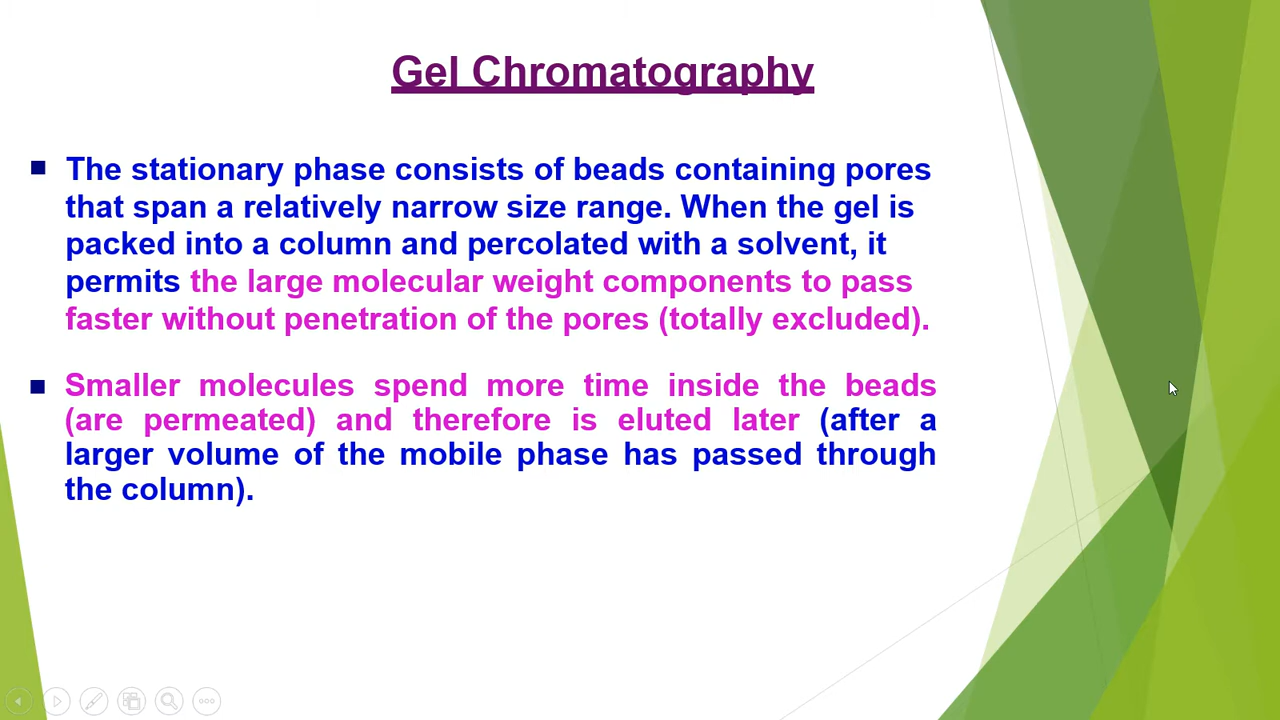 Gel Chromatography
The stationary phase consists of beads containing pores
that span a relatively narrow size range. When the gel is
packed into a column and percolated with a solvent, it
permits the large molecular weight components to pass
faster without penetration of the pores (totally excluded).
Smaller molecules spend more time inside the beads
(are permeated) and therefore is eluted later (after a
larger volume of the mobile phase has passed through
the column).